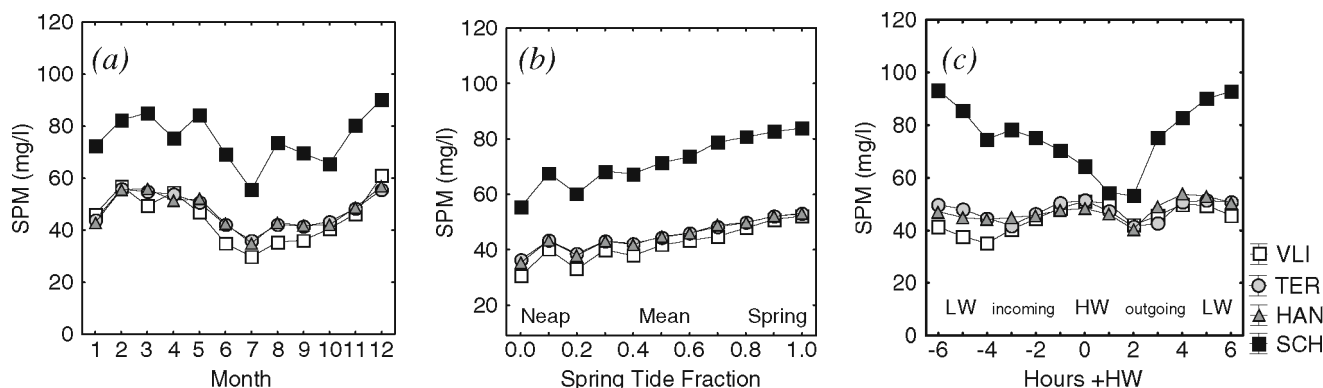 (a)
SPM (mg/l)
120
100
80
60
40
20
0
1 2 3 4 5 6 7 8 9 10 11 12
Month
(b)
SPM (mg/l)
120
100
80
60
40
20
Neap Mean Spring
0.0 0.2 0.4 0.6 0.8 1.0
Spring Tide Fraction
(c)
SPM (mg/l)
120
100
80
60
40
20
0
LW incoming HW outgoing LW
-6 -4 -2 0 2 4 6
Hours +HW
VLI
TER
HAN
SCH